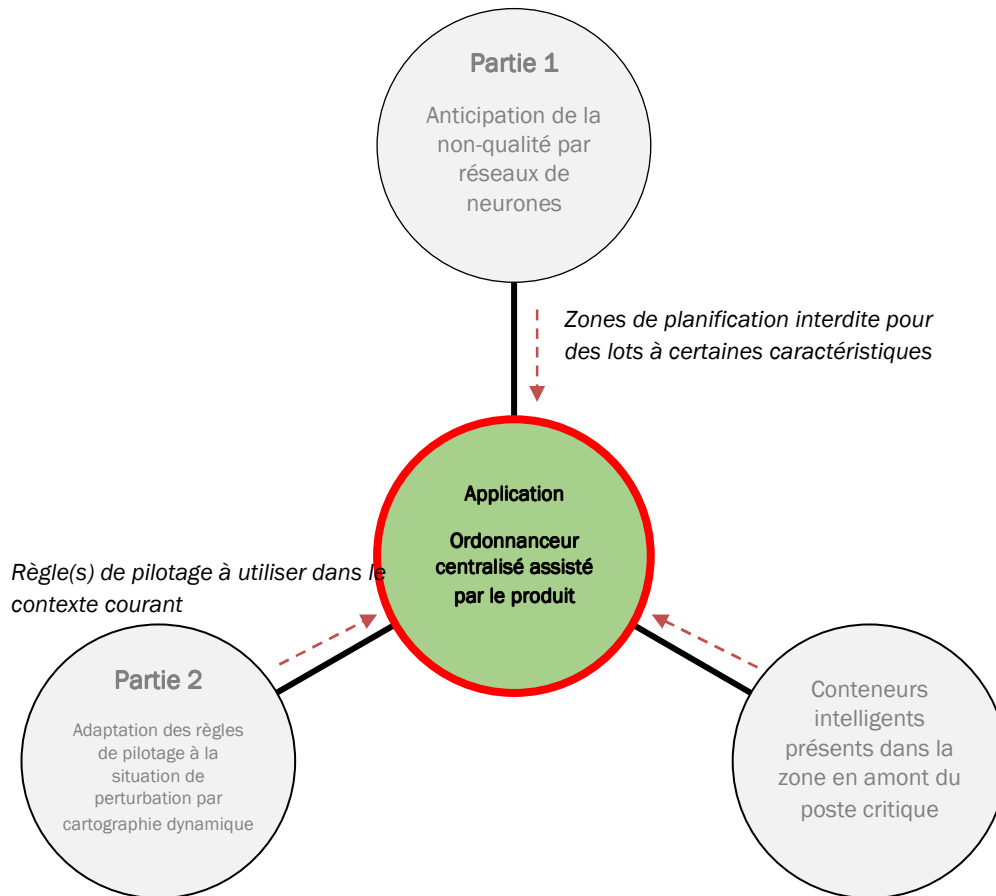 Partie 1
Anticipation de la
non-qualité par
réseaux de
neurones
Zones de planification interdite pour
des lots à certaines caractéristiques
Application
Ordonnanceur
centralisé assisté
par le produit
Règle(s) de pilotage à utiliser dans le
contexte courant
Partie 2
Adaptation des règles
de pilotage à la
situation de
perturbation par
cartographie dynamique
Conteneurs
intelligents
présents dans la
zone en amont du
poste critique